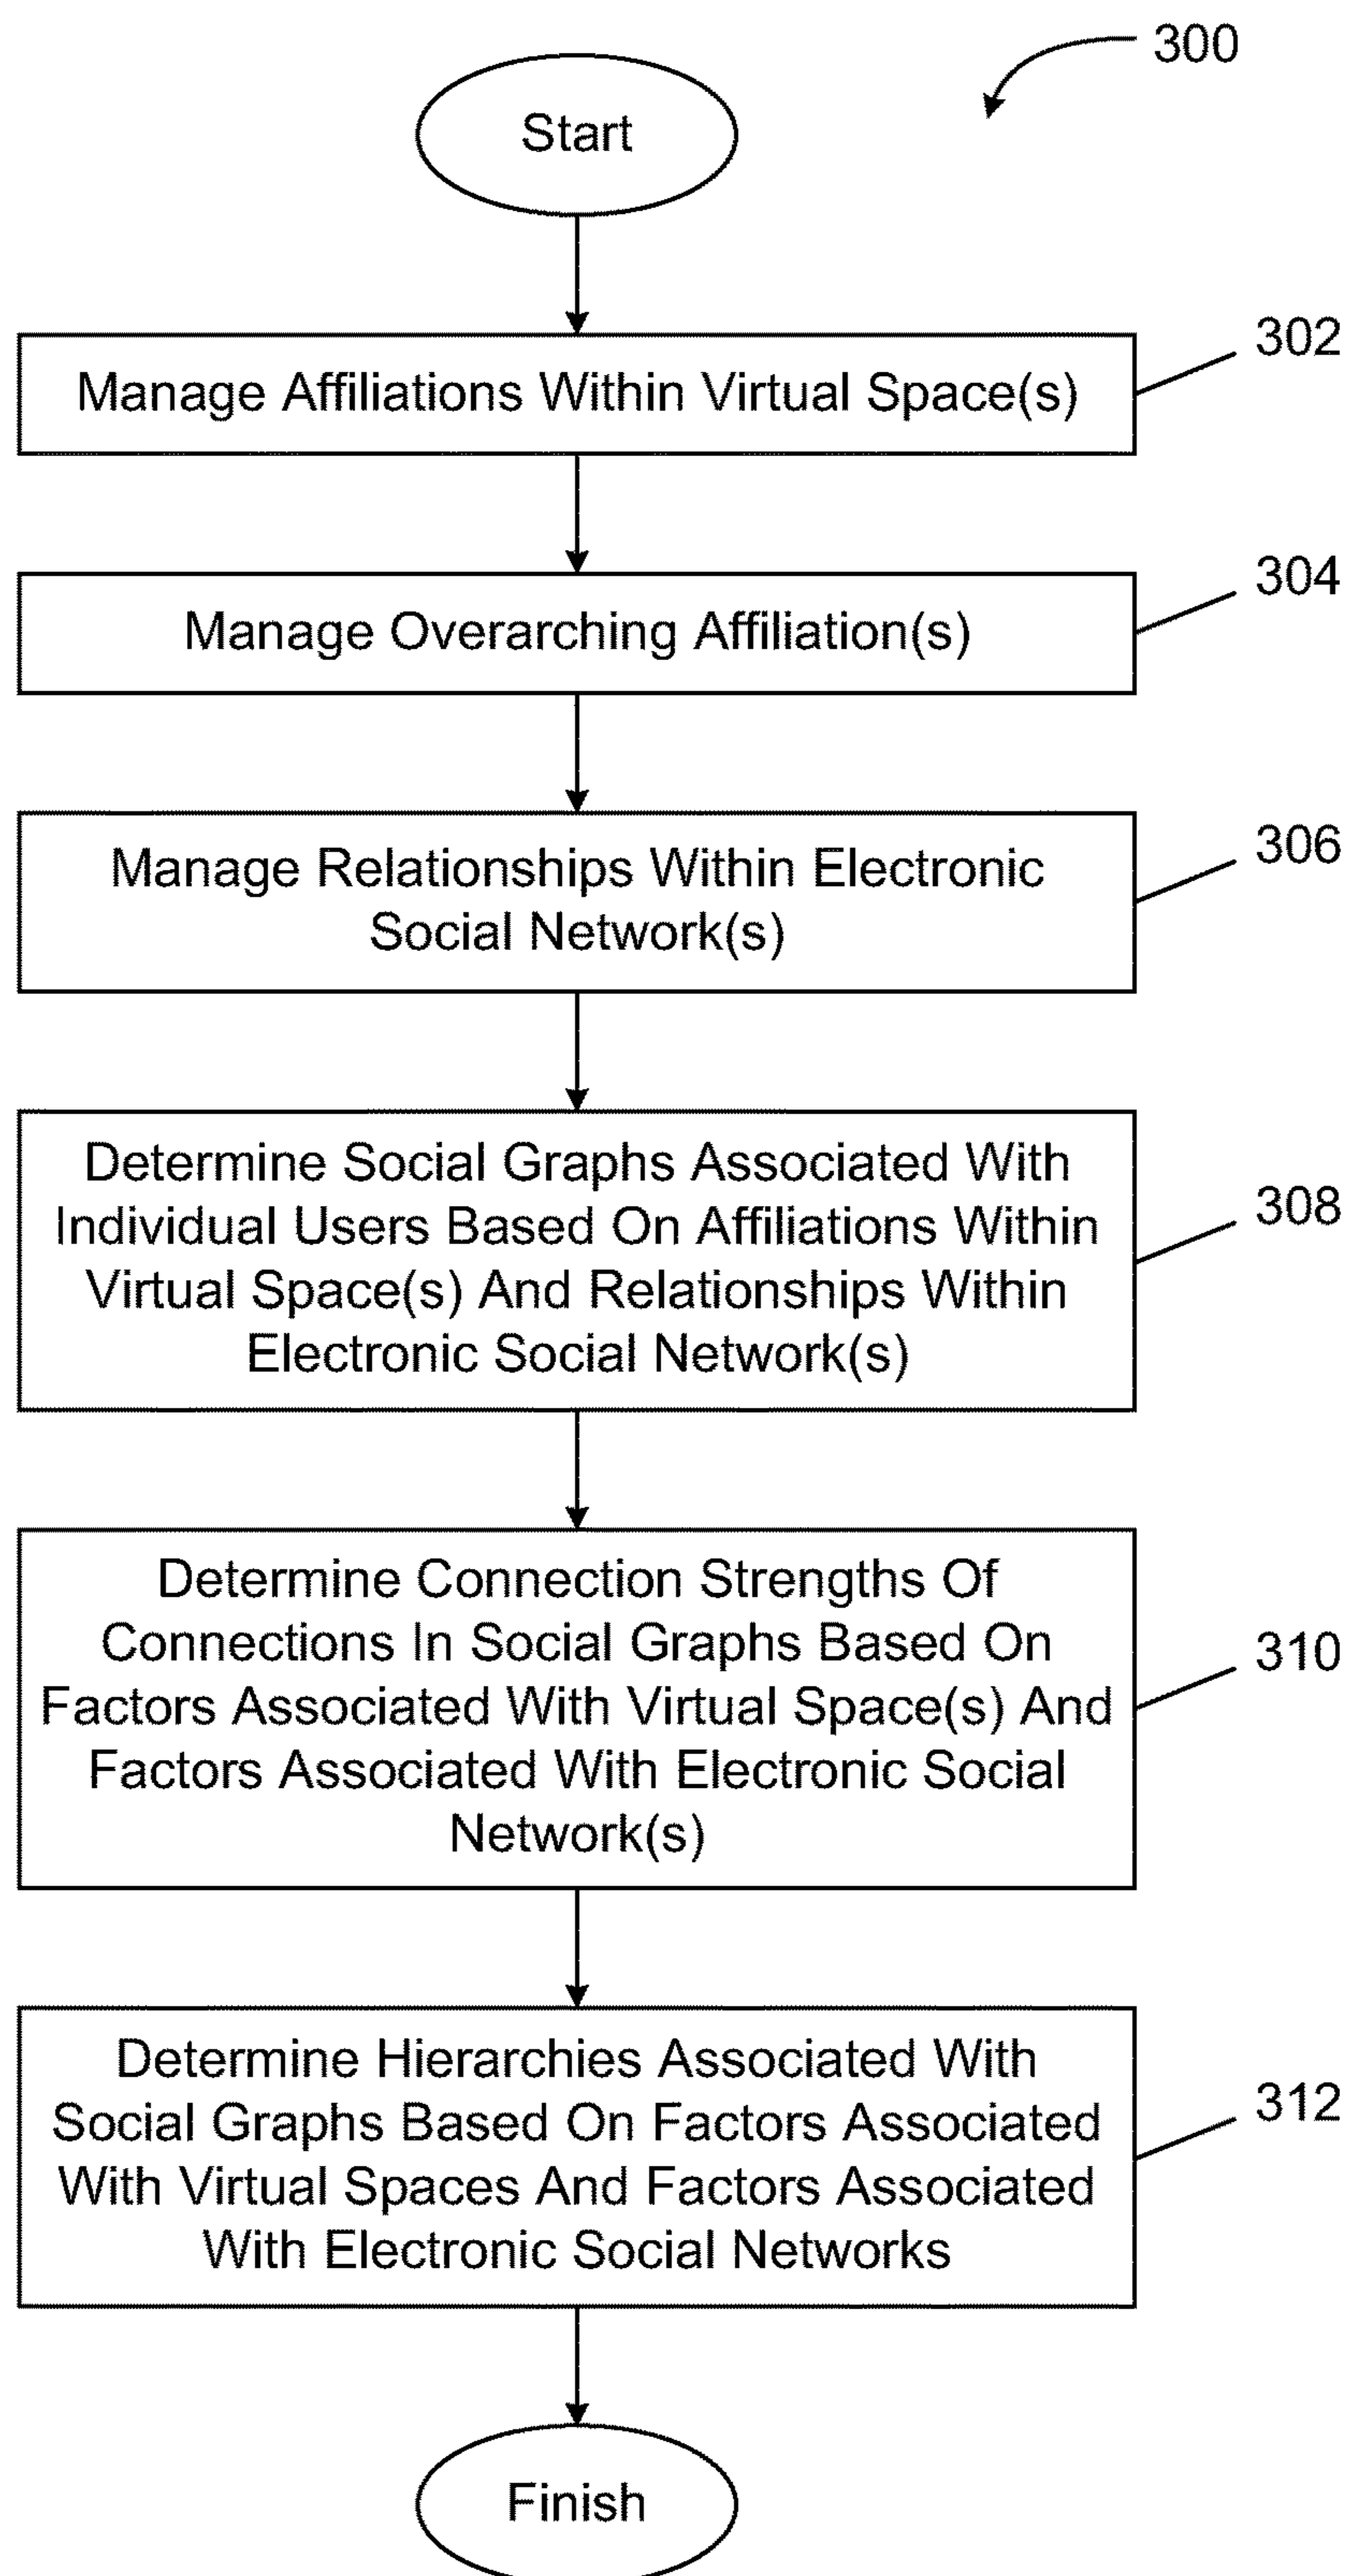 300
Start
302
Manage Affiliations Within Virtual Space(s)
304
Manage Overarching Affiliation(s)
306
Manage Relationships Within Electronic
Social Network(s)
308
Determine Social Graphs Associated With
Individual Users Based On Affiliations Within
Virtual Space(s) And Relationships Within
Electronic Social Network(s)
310
Determine Connection Strengths Of
Connections In Social Graphs Based On
Factors Associated With Virtual Space(s) And
Factors Associated With Electronic Social
Network(s)
312
Determine Hierarchies Associated With
Social Graphs Based On Factors Associated
With Virtual Spaces And Factors Associated
With Electronic Social Networks
Finish